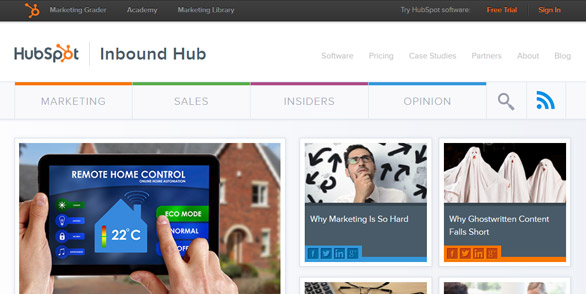 Marketing Grader Academy Marketing Library Try HubSpot software: Free Trial Sign In
HubSpot Inbound Hub
Software Pricing Case Studies Partners About Blog
MARKETING SALES INSIDERS OPINION
REMOTE HOME CONTROL
ONLINE HOME AUTOMATION
ECO MODE
NORMAL
OFF
22°C
Why Marketing Is So Hard
Why Ghostwritten Content
Falls Short